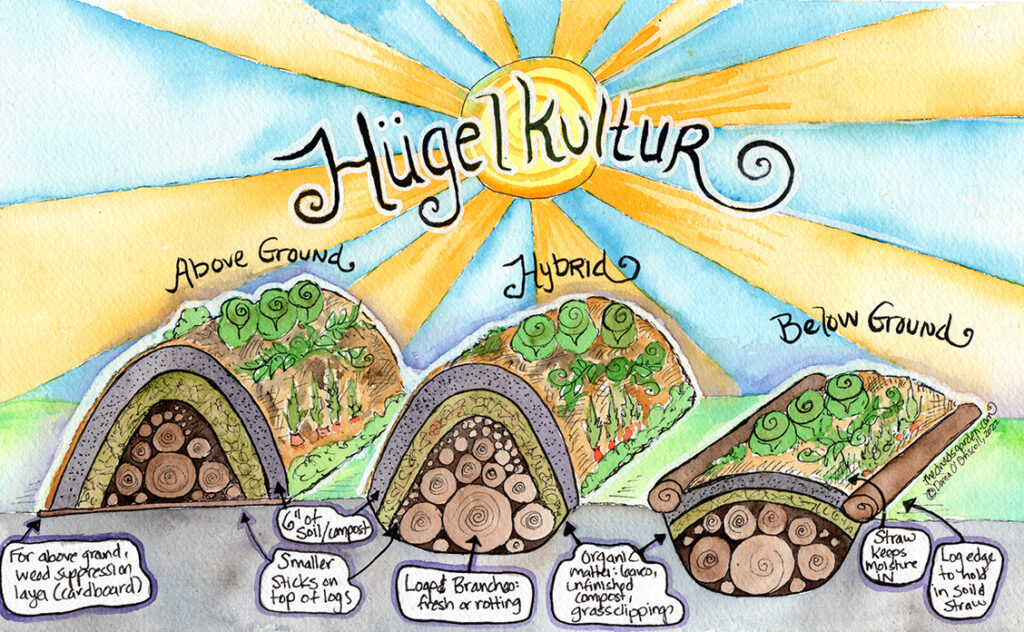 Hügelkultur
Above Ground
Hybrid
Below Ground
6" of
Soil/compost
For above ground,
weed suppression
layer (cardboard)
Smaller
sticks on
top of logs
Logs & Branches:
fresh or rotting
Organic
matter: leaves,
unfinished
compost,
grass clippings
Straw
keeps
moisture
IN
Log edge
to hold
in soil &
straw